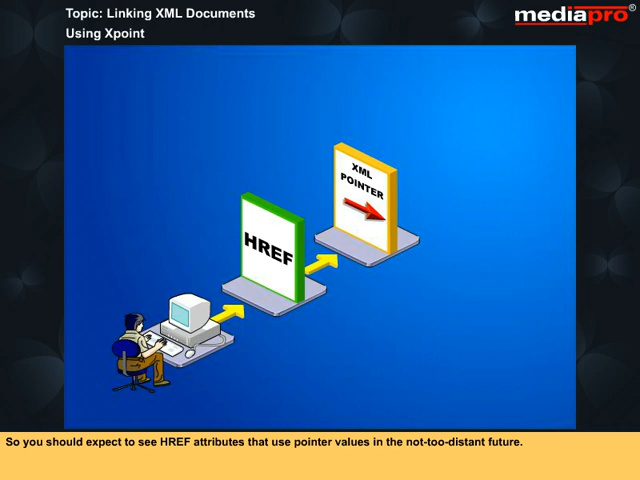 Topic: Linking XML Documents
Using Xpoint
mediapro®
XML
POINTER
HREF
So you should expect to see HREF attributes that use pointer values in the not-too-distant future.